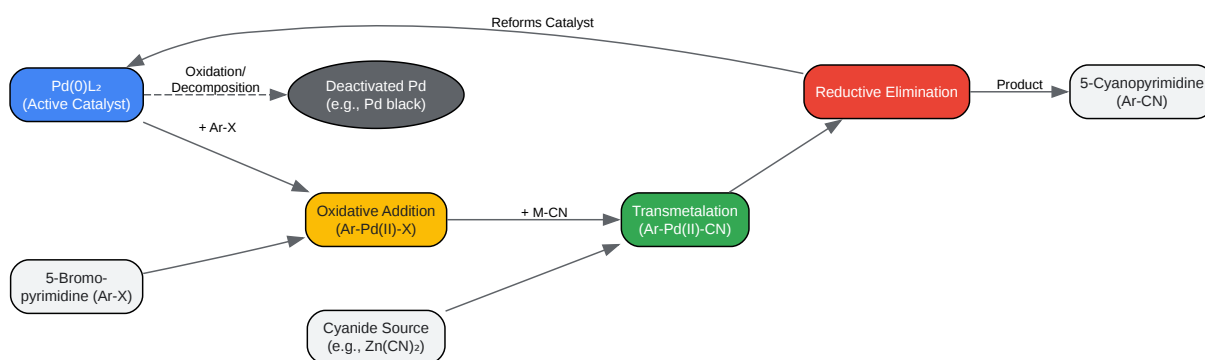 Reforms Catalyst
Pd(0)L₂
(Active Catalyst)
Oxidation/
Decomposition
Deactivated Pd
(e.g., Pd black)
Reductive Elimination
Product
5-Cyanopyrimidine
(Ar-CN)
+ Ar-X
Oxidative Addition
(Ar-Pd(II)-X)
+ M-CN
Transmetalation
(Ar-Pd(II)-CN)
5-Bromo-
pyrimidine (Ar-X)
Cyanide Source
(e.g., Zn(CN)₂)